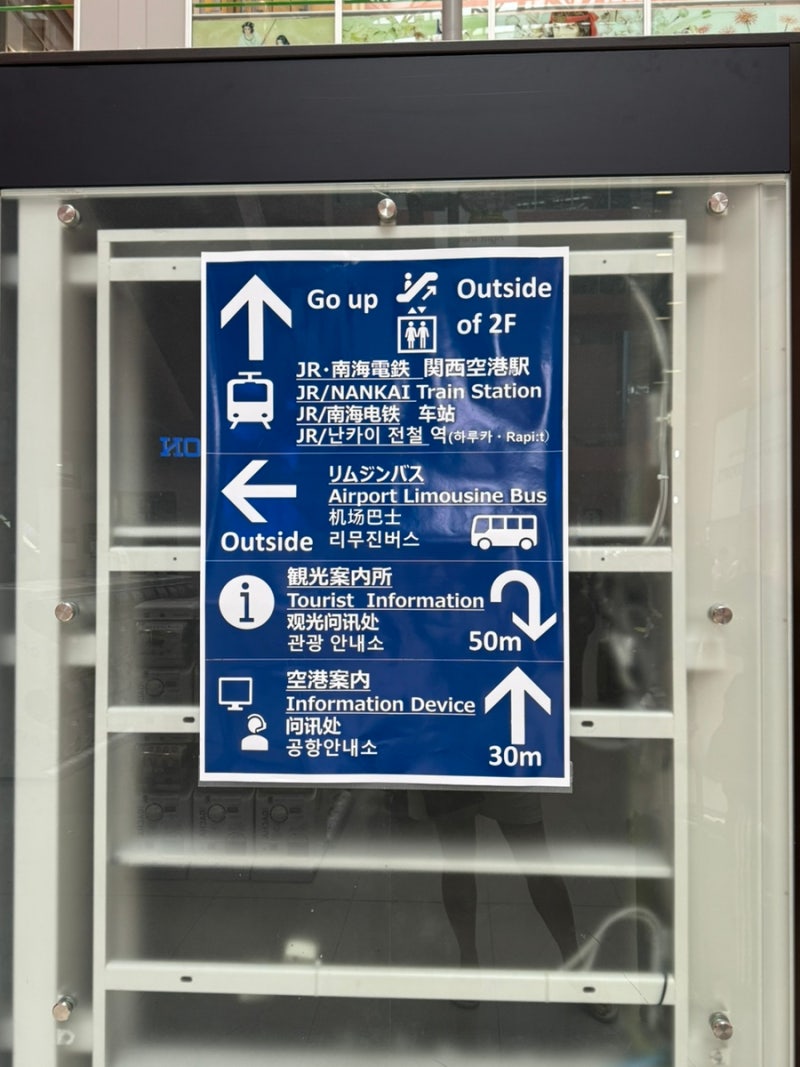 Go up
Outside
of 2F
JR・南海電鉄 関西空港駅
JR/NANKAI Train Station
JR/南海电铁 车站
JR/난카이 전철 역(하루카・Rapi:t)
リムジンバス
Airport Limousine Bus
机场巴士
Outside
리무진버스
観光案内所
Tourist Information
观光问讯处
관광 안내소
50m
空港案内
Information Device
问讯处
공항안내소
30m